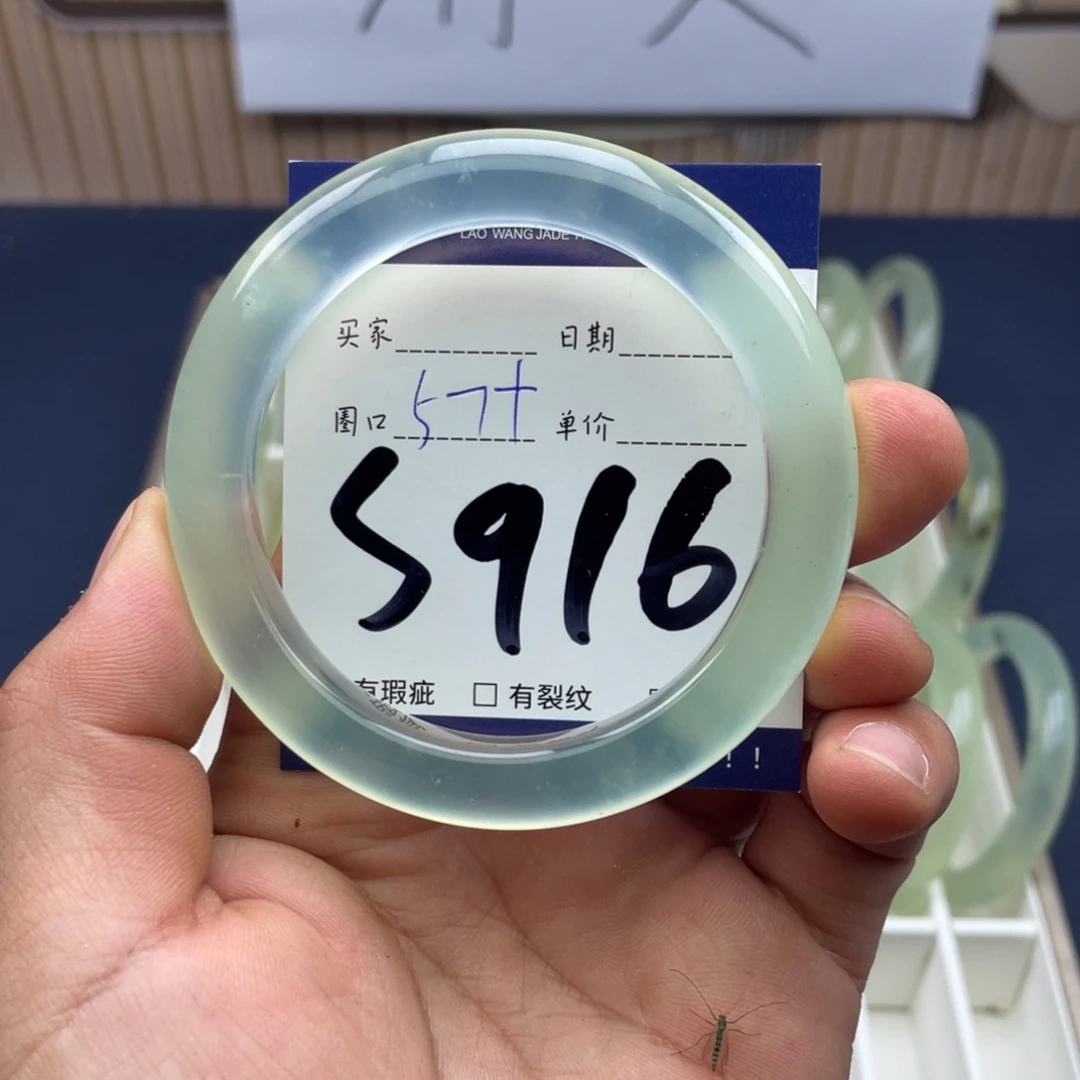 LAO WANG JADE
买家 日期
圈口 57+ 单价
S916
有瑕疵 □ 有裂纹
!!